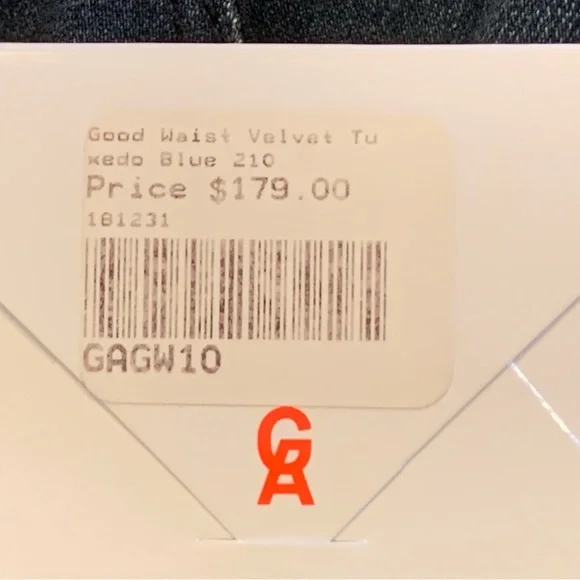 Good Waist Velvet Tu
xedo Blue 210
Price $179.00
181231
GAGW10
GA